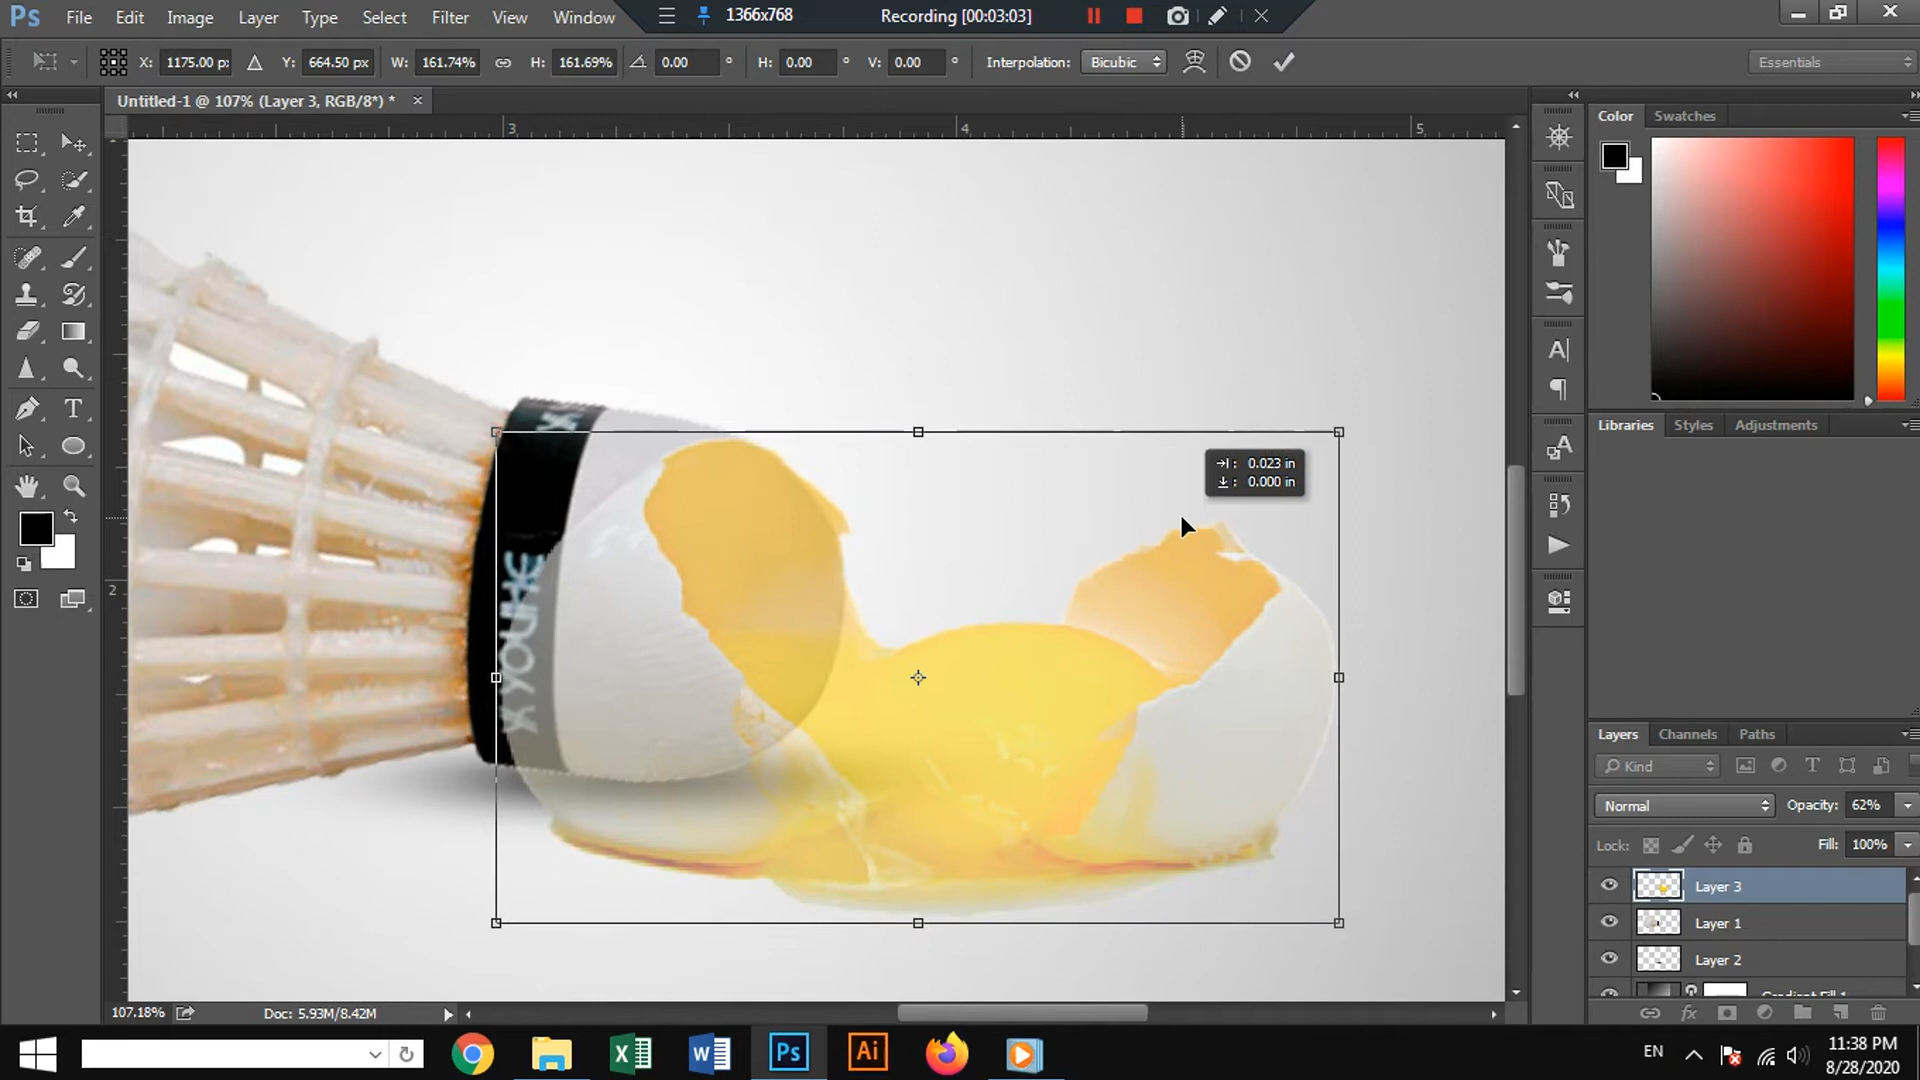 Ps File Edit Image Layer Type Select Filter View Window
1366x768 Recording [00:03:03]
X: 1175.00 p Y: 664.50 px W: 161.74% H: 161.69% 0.00 ° H: 0.00 ° V: 0.00 ° Interpolation: Bicubic Essentials
Untitled-1 @ 107% (Layer 3, RGB/8*) * ×
Color Swatches
3 4 5
2
0.023 in
0.000 in
YOUHE
Libraries Styles Adjustments
Layers Channels Paths
Kind
Normal Opacity: 62%
Lock: Fill: 100%
Layer 3
Layer 1
Layer 2
107.18% Doc: 5.93M/8.42M
Ps Ai EN 11:38 PM
8/28/2020